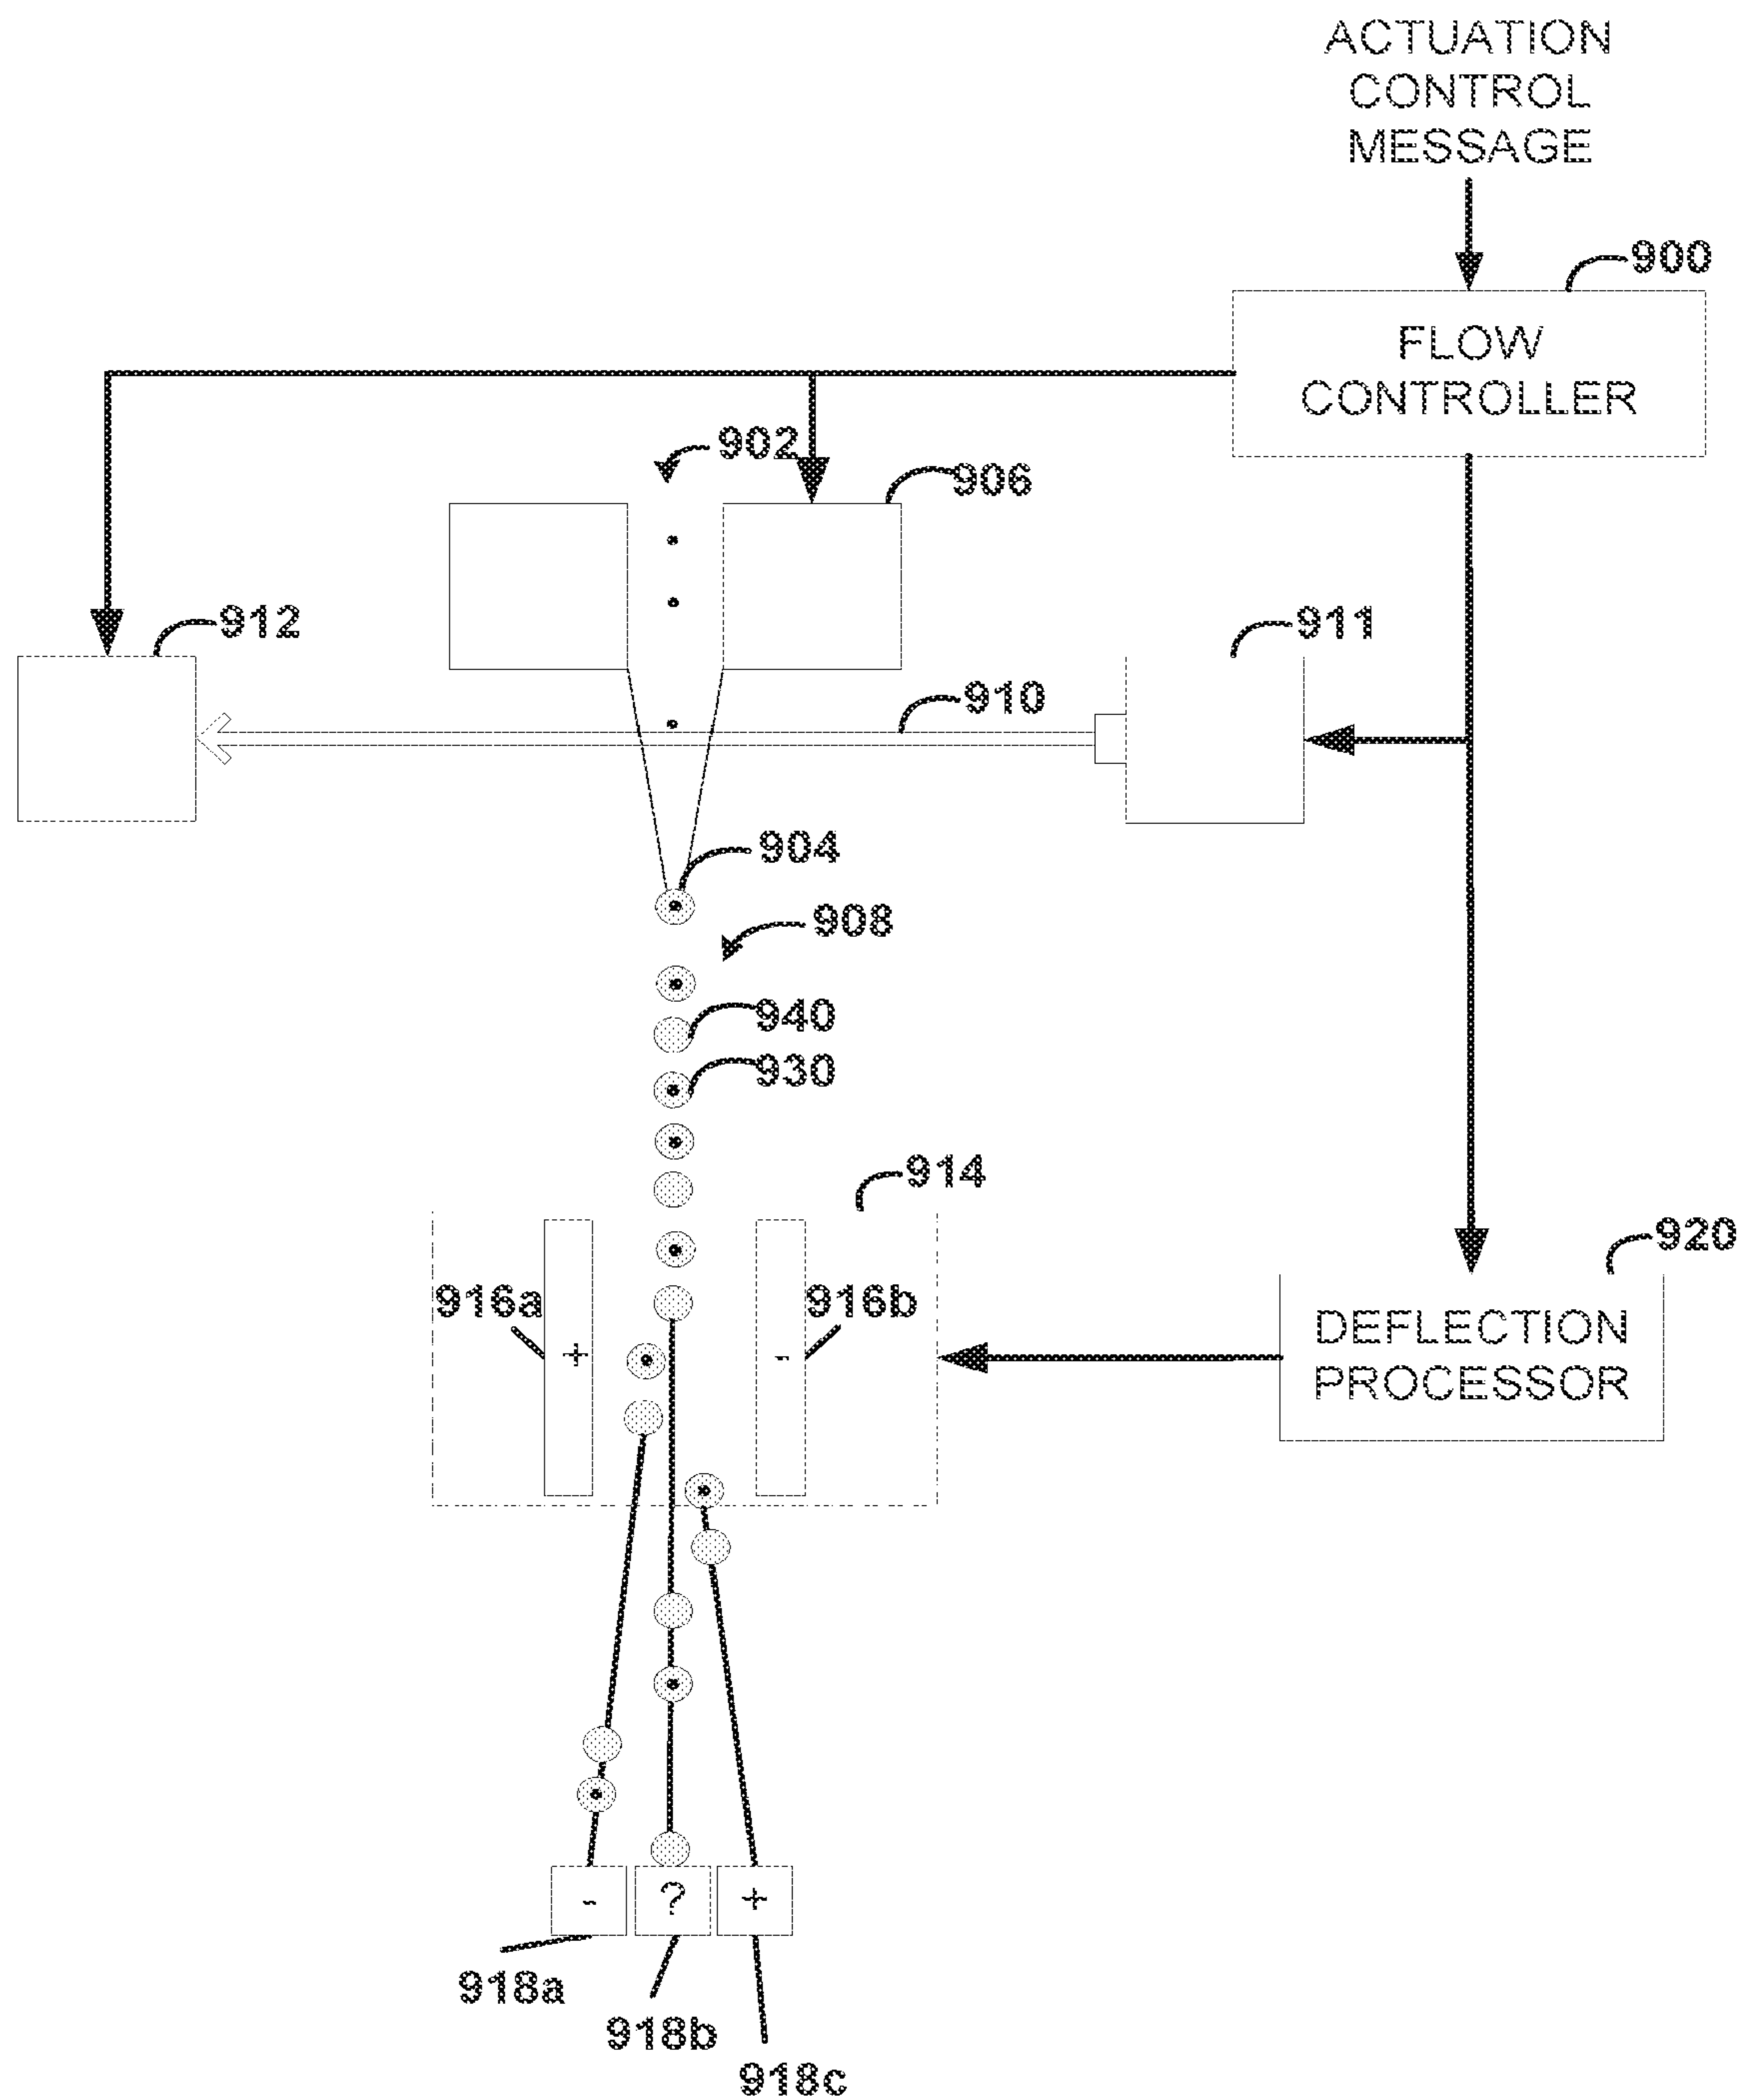 ACTUATION
CONTROL
MESSAGE
900
FLOW
CONTROLLER
902
906
912
911
910
904
908
940
930
914
920
916a
+
-
916b
DEFLECTION
PROCESSOR
-
?
+
918a
918b
918c